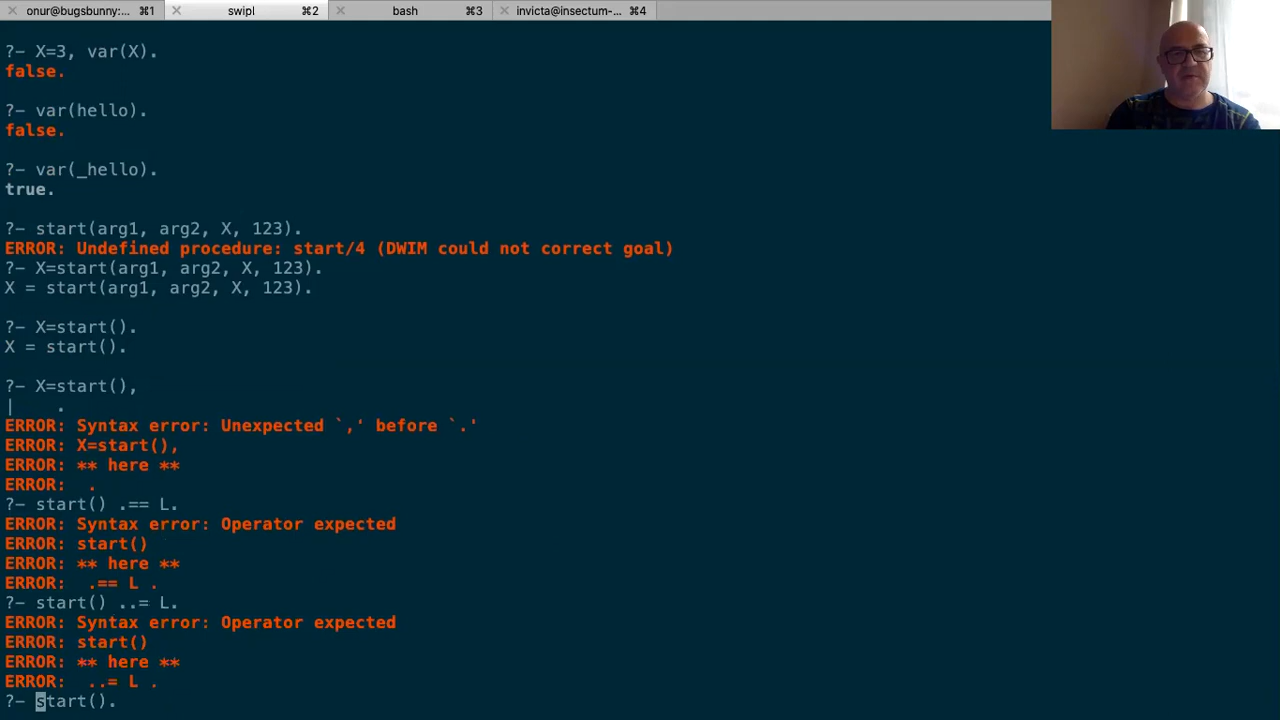 onur@bugsbunny:... ⌘1
swipl ⌘2
bash ⌘3
invicta@insectum-... ⌘4
?- X=3, var(X).
false.
?- var(hello).
false.
?- var(_hello).
true.
?- start(arg1, arg2, X, 123).
ERROR: Undefined procedure: start/4 (DWIM could not correct goal)
?- X=start(arg1, arg2, X, 123).
X = start(arg1, arg2, X, 123).
?- X=start().
X = start().
?- X=start(),
|    .
ERROR: Syntax error: Unexpected `,' before `.'
ERROR: X=start(),
ERROR: ** here **
ERROR:  .
?- start() .== L.
ERROR: Syntax error: Operator expected
ERROR: start()
ERROR: ** here **
ERROR:  .== L .
?- start() ..= L.
ERROR: Syntax error: Operator expected
ERROR: start()
ERROR: ** here **
ERROR:  ..= L .
?- start().